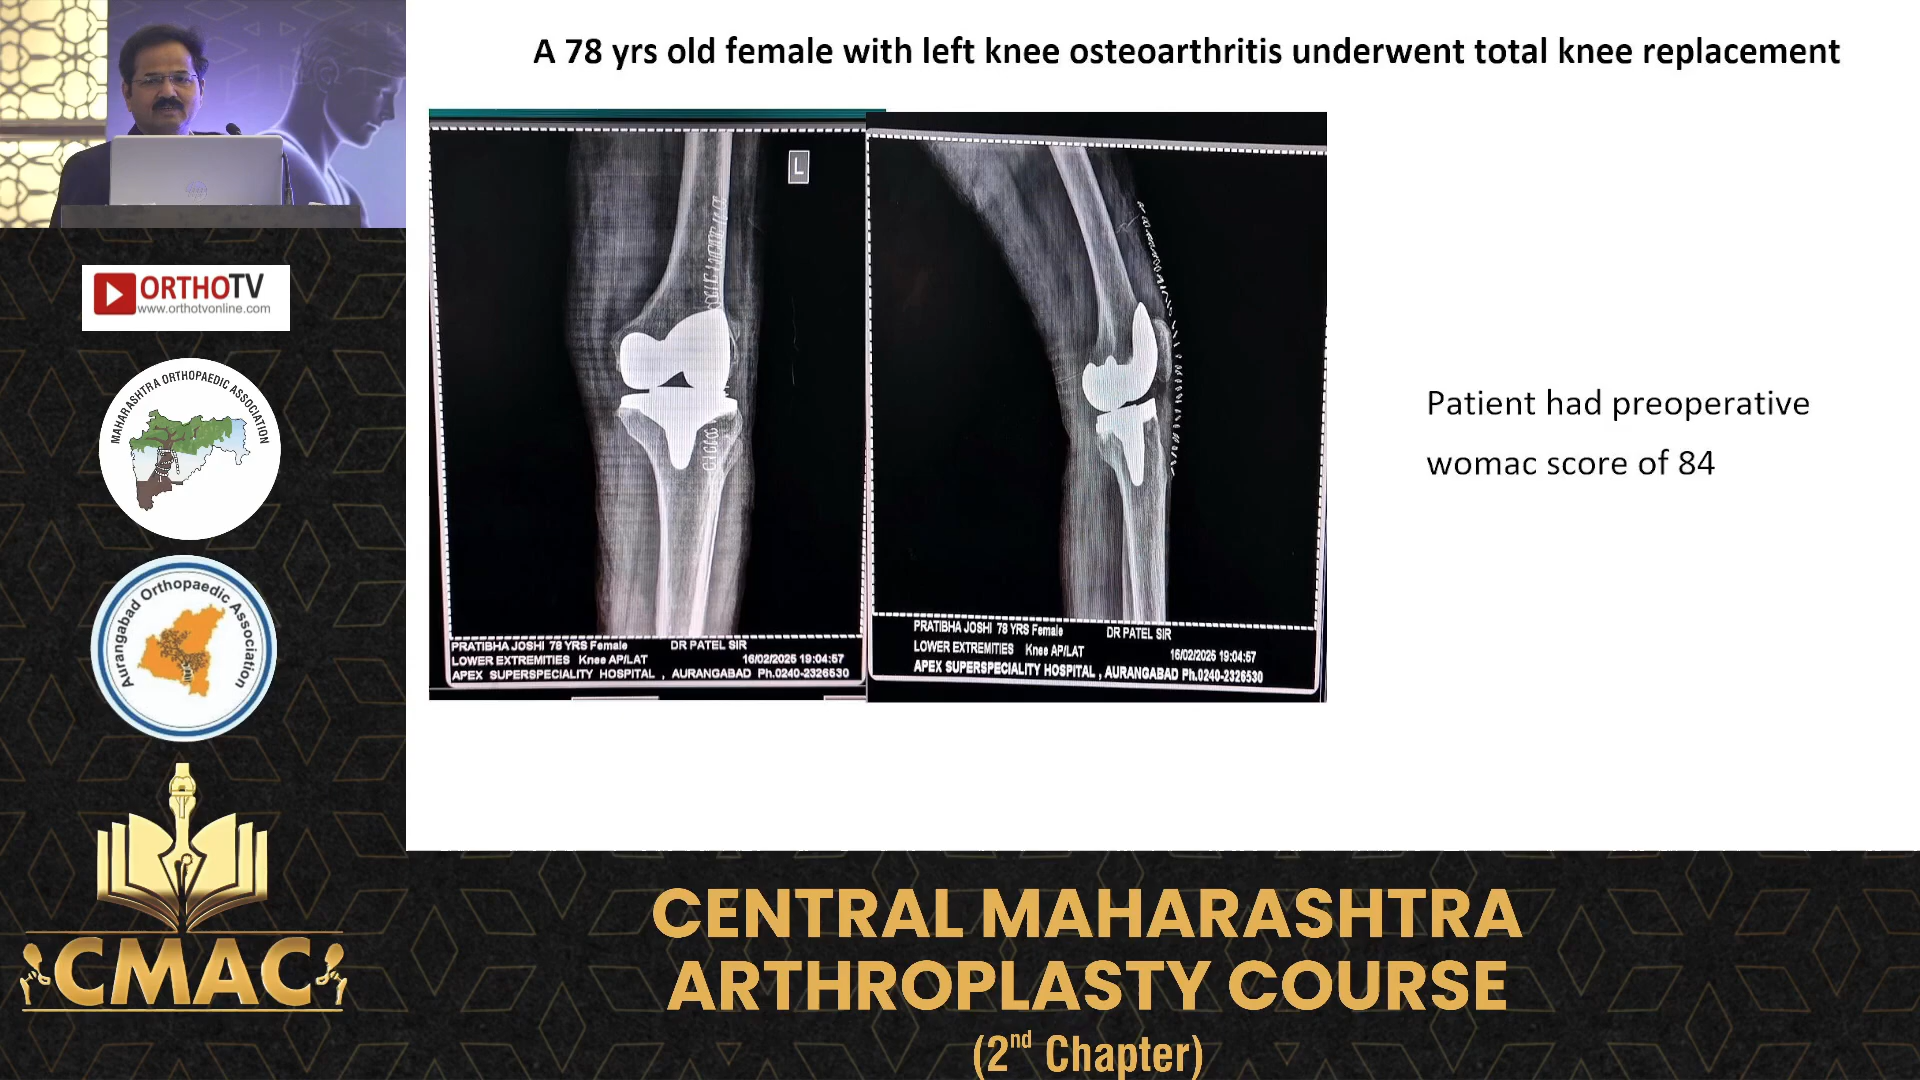 A 78 yrs old female with left knee osteoarthritis underwent total knee replacement
L
PRATIBHA JOSHI 78 YRS Female DR PATEL SIR
LOWER EXTREMITIES Knee AP/LAT 16/02/2025 19:04:57
APEX SUPERSPECIALITY HOSPITAL , AURANGABAD Ph.0240-2326530
PRATIBHA JOSHI 78 YRS Female DR PATEL SIR
LOWER EXTREMITIES Knee AP/LAT 16/02/2025 19:04:57
APEX SUPERSPECIALITY HOSPITAL , AURANGABAD Ph.0240-2326530
Patient had preoperative
womac score of 84
ORTHOTV
www.orthotvonline.com
MAHARASHTRA ORTHOPAEDIC ASSOCIATION
Aurangabad Orthopaedic Association
CMAC
CENTRAL MAHARASHTRA
ARTHROPLASTY COURSE
(2nd Chapter)